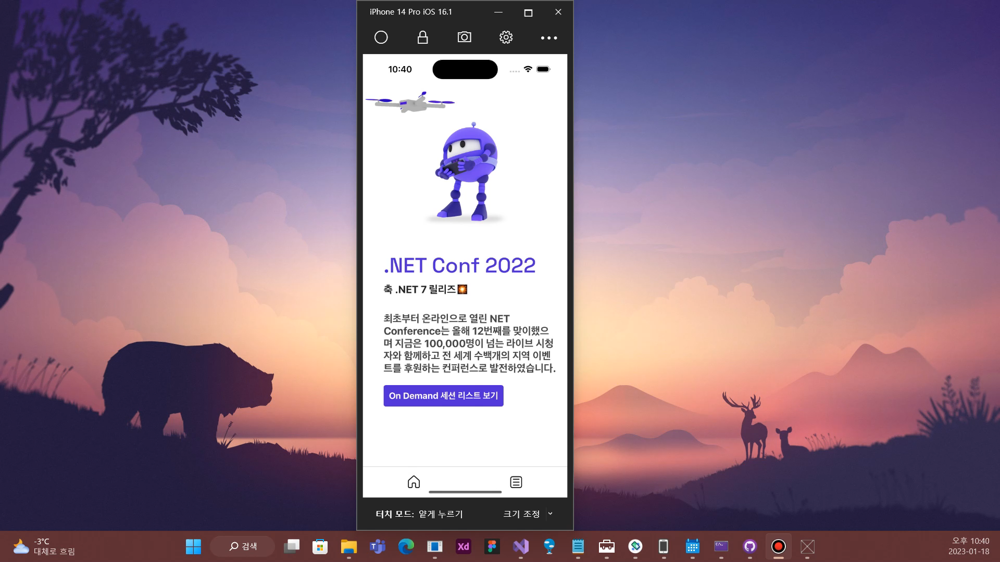 iPhone 14 Pro iOS 16.1
10:40
.NET Conf 2022
축 .NET 7 릴리즈💥
최초부터 온라인으로 열린 NET
Conference는 올해 12번째를 맞이했으
며 지금은 100,000명이 넘는 라이브 시청
자와 함께하고 전 세계 수백개의 지역 이벤
트를 후원하는 컨퍼런스로 발전하였습니다.
On Demand 세션 리스트 보기
터치 모드: 얕게 누르기
크기 조정
-3°C
대체로 흐림
검색
T
Xd
C:\.
오후 10:40
2023-01-18